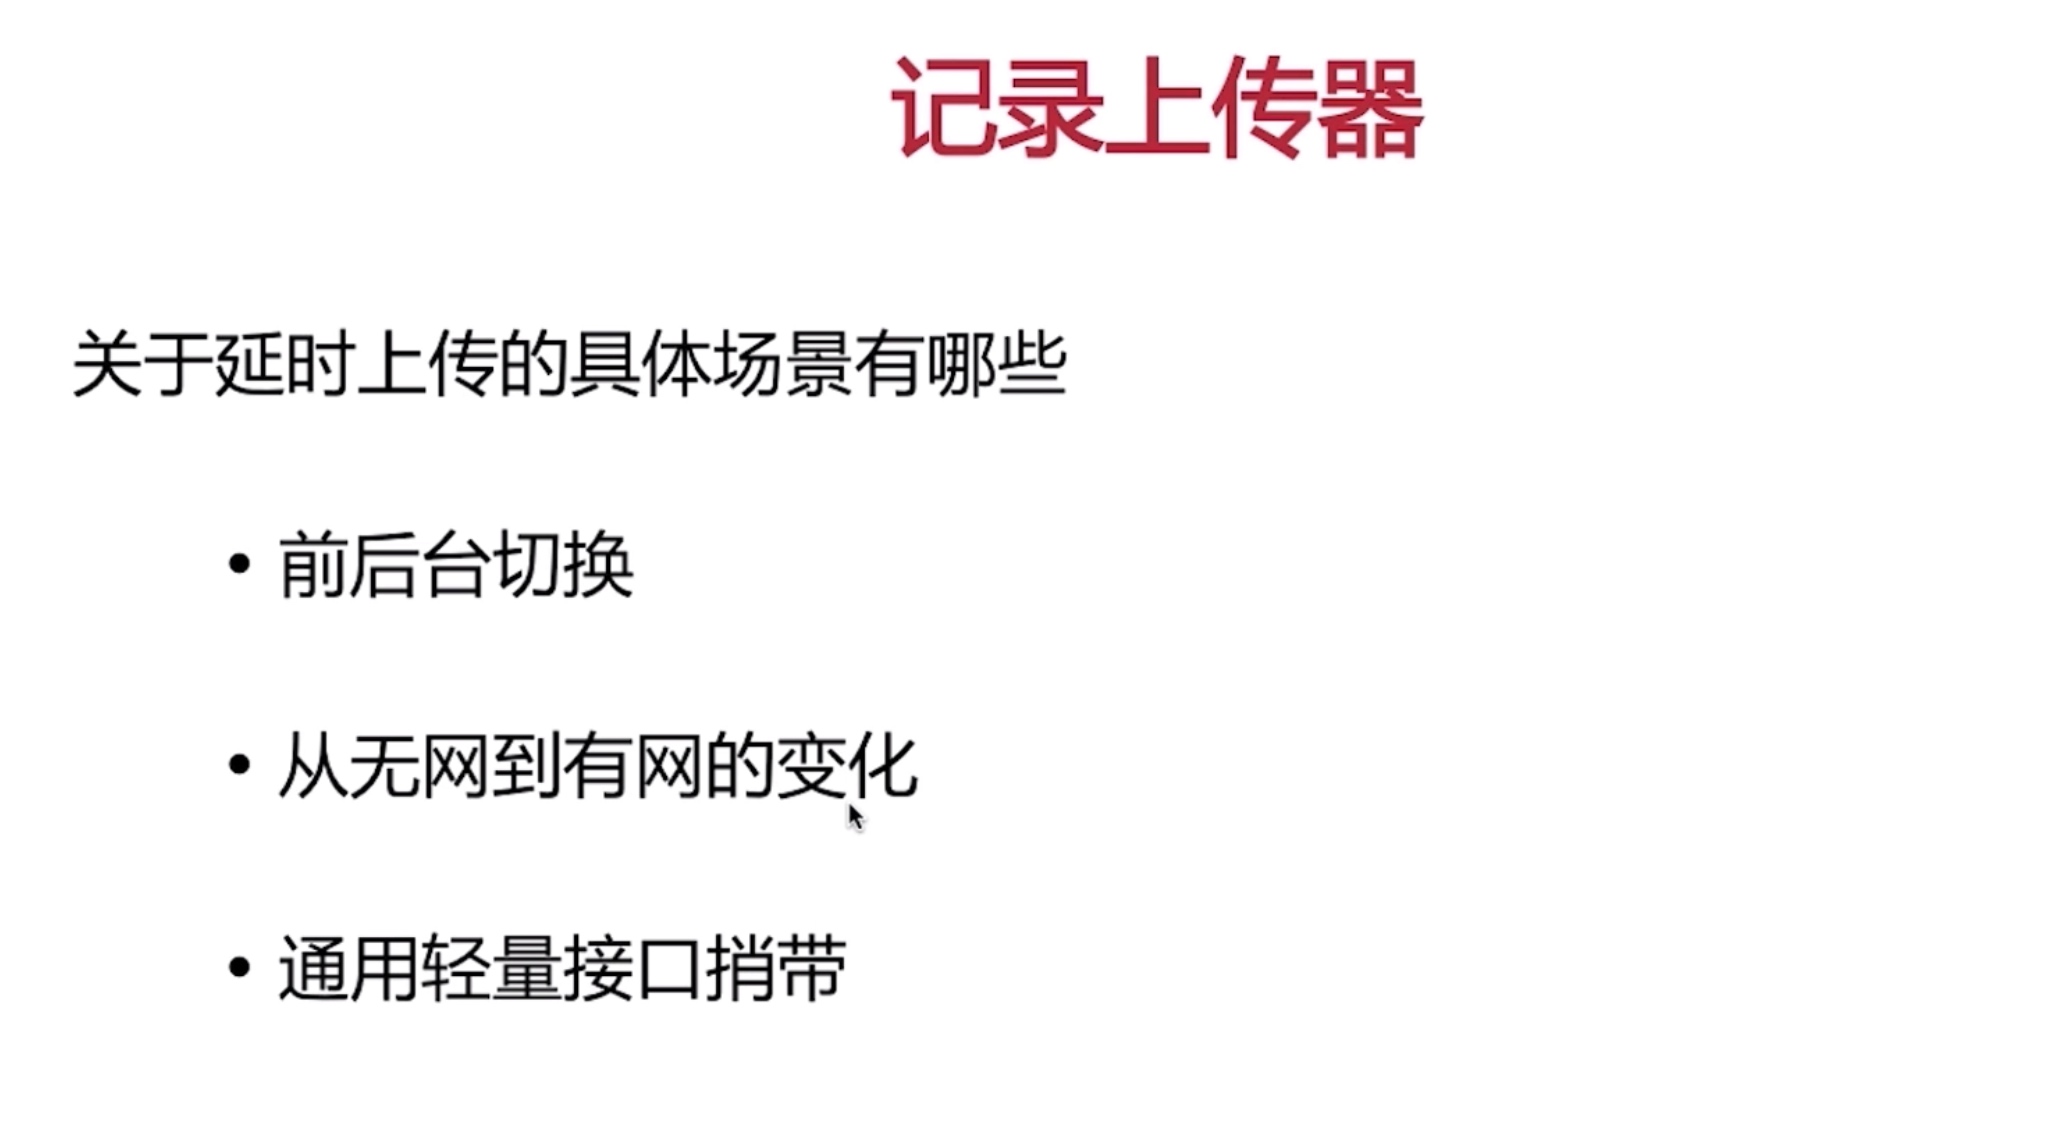 记录上传器
关于延时上传的具体场景有哪些
• 前后台切换
• 从无网到有网的变化
• 通用轻量接口捎带